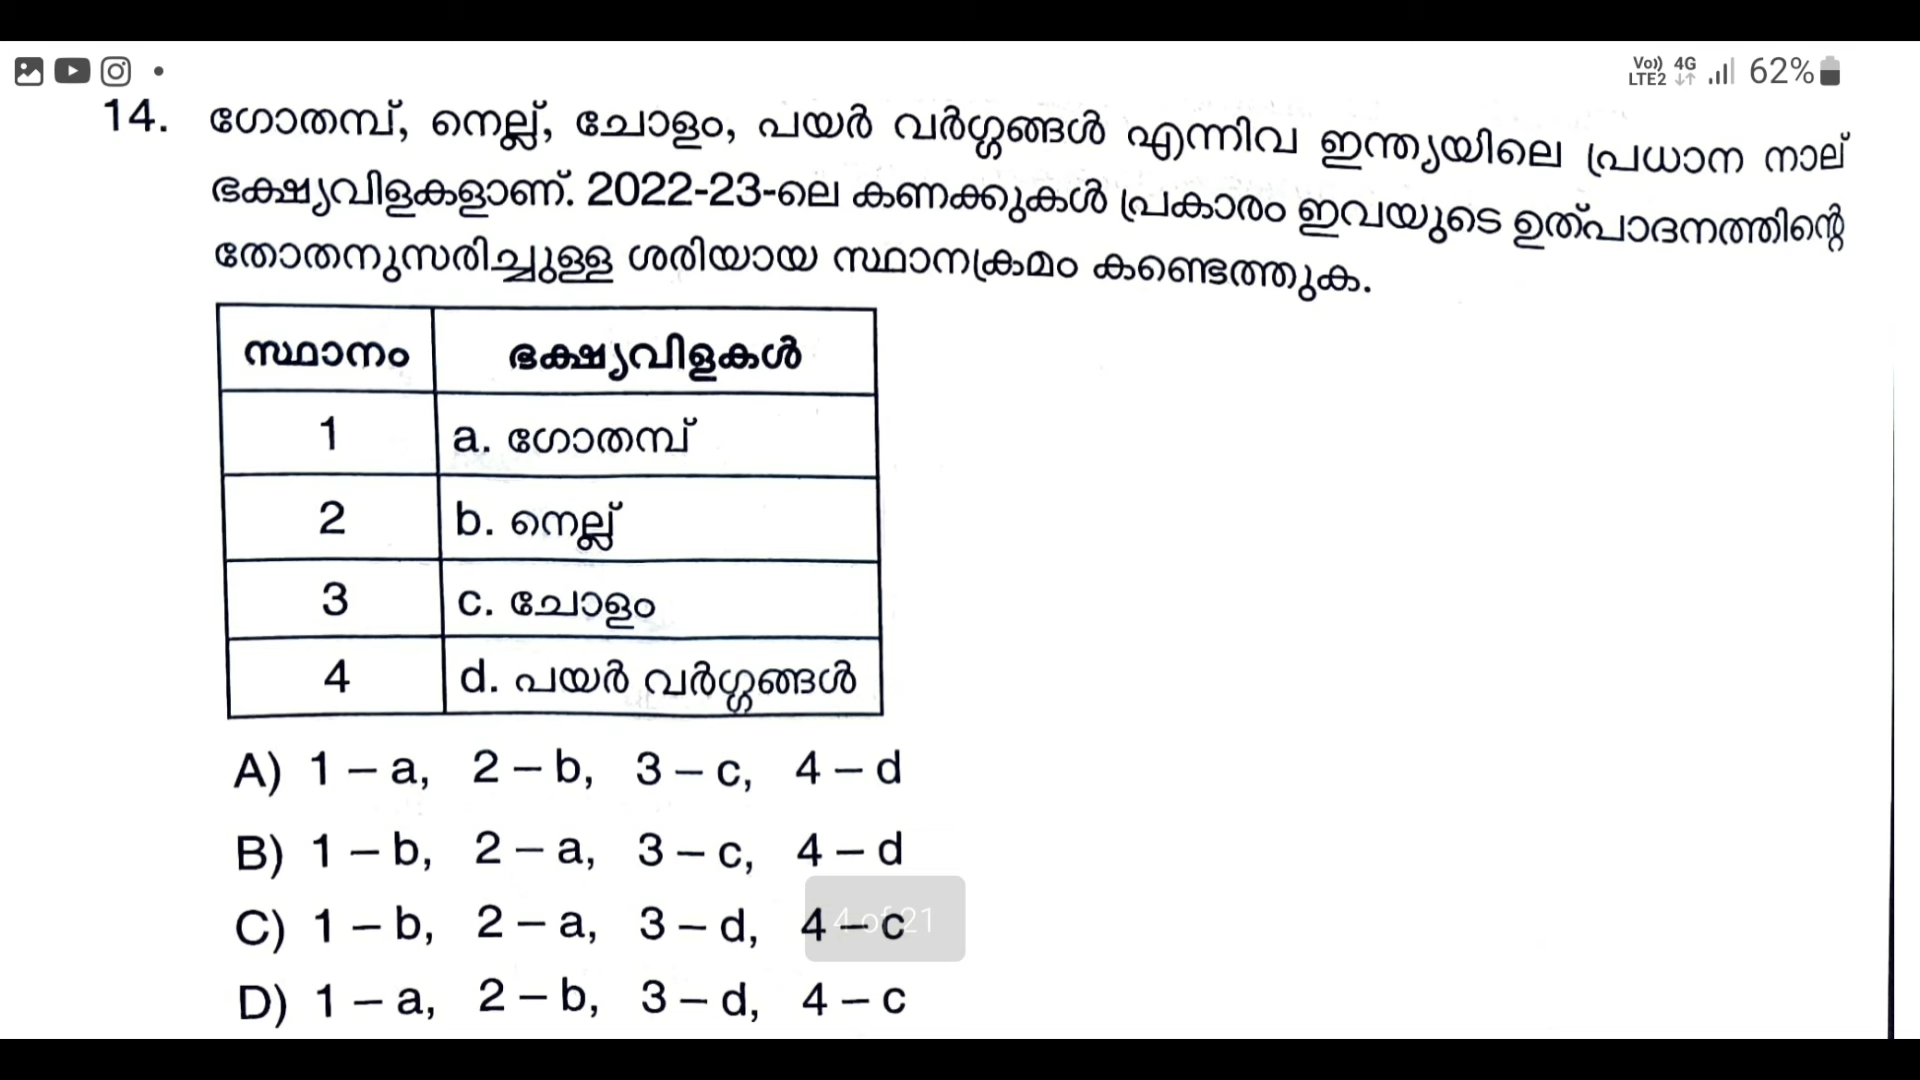 Vo)) 4G
LTE2 62%
14. ഗോതമ്പ്, നെല്ല്, ചോളം, പയർ വർഗ്ഗങ്ങൾ എന്നിവ ഇന്ത്യയിലെ പ്രധാന നാല്
ഭക്ഷ്യവിളകളാണ്. 2022-23-ലെ കണക്കുകൾ പ്രകാരം ഇവയുടെ ഉത്പാദനത്തിന്റെ
തോതനുസരിച്ചുള്ള ശരിയായ സ്ഥാനക്രമം കണ്ടെത്തുക.
സ്ഥാനം ഭക്ഷ്യവിളകൾ
1 a. ഗോതമ്പ്
2 b. നെല്ല്
3 c. ചോളം
4 d. പയർ വർഗ്ഗങ്ങൾ
A) 1 – a, 2 – b, 3 – c, 4 – d
B) 1 – b, 2 – a, 3 – c, 4 – d
C) 1 – b, 2 – a, 3 – d, 4 – c
4 of 21
D) 1 – a, 2 – b, 3 – d, 4 – c